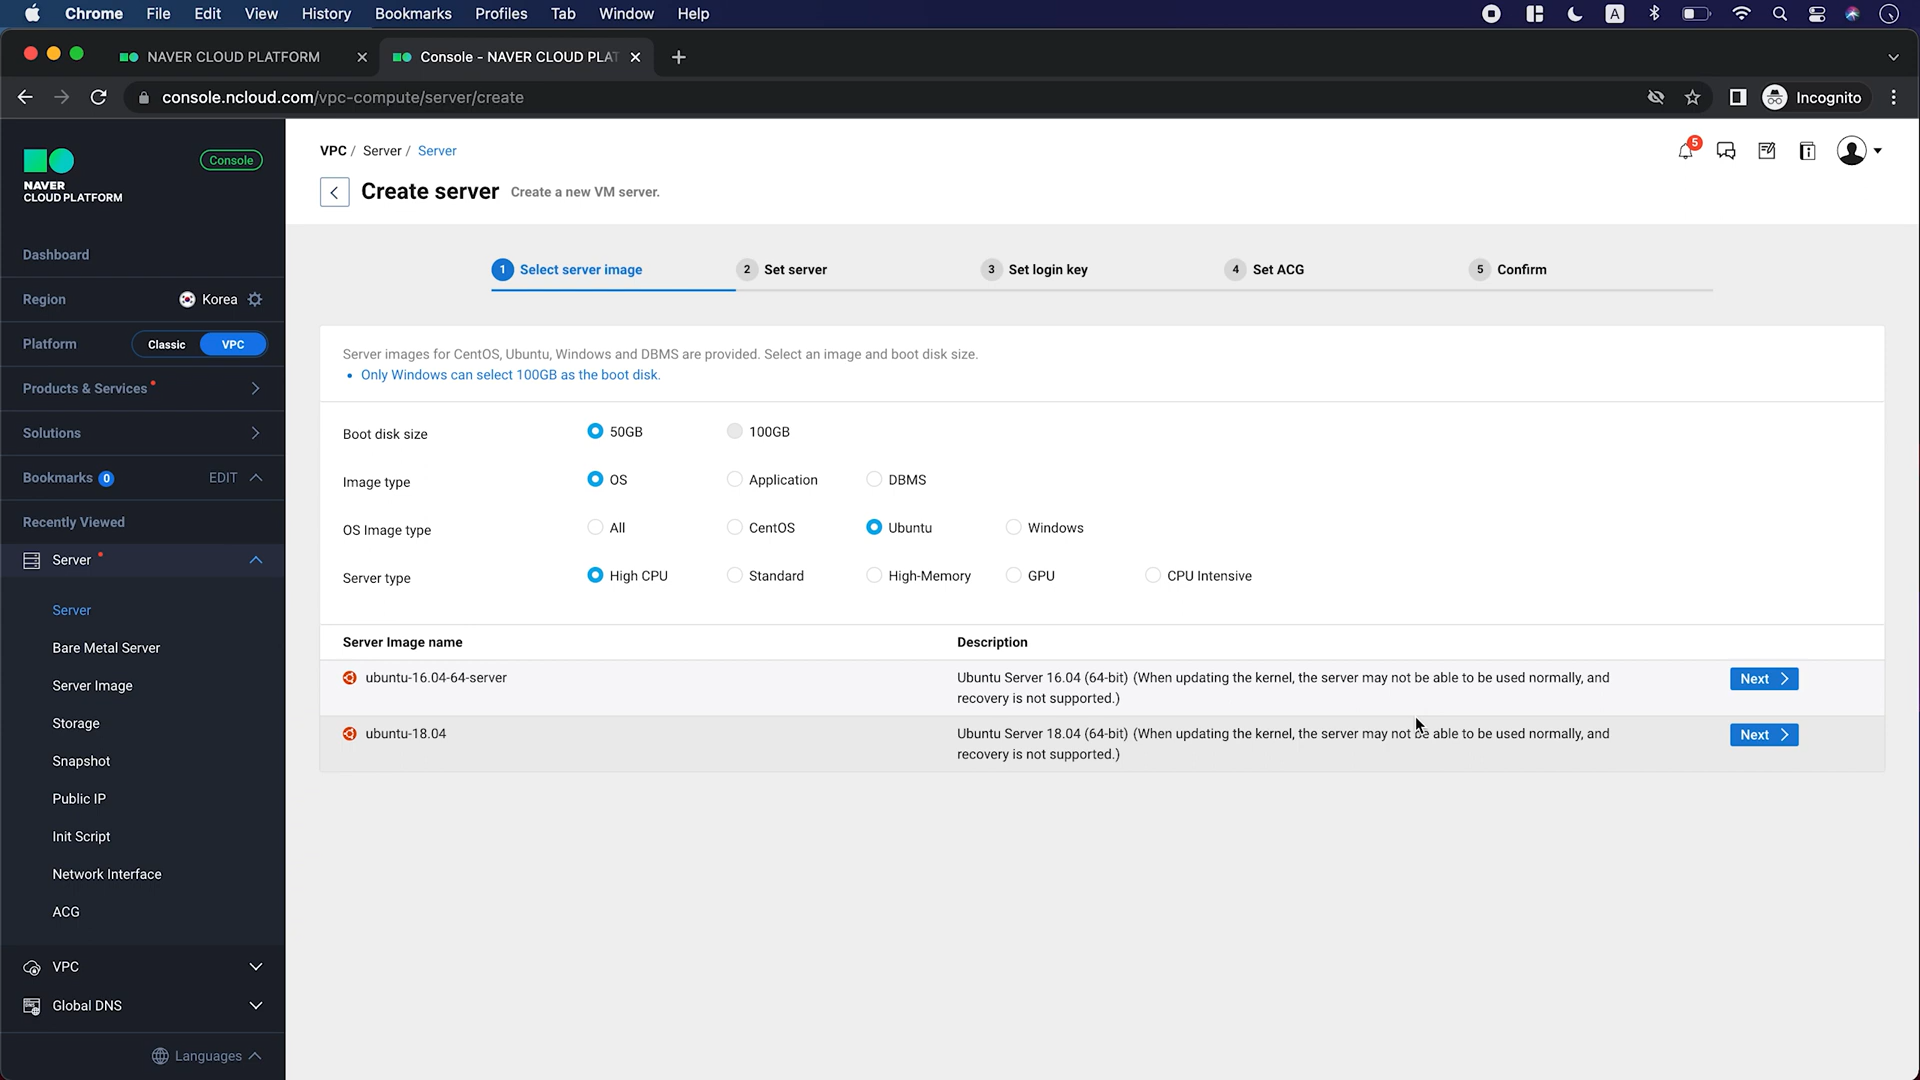 Chrome File Edit View History Bookmarks Profiles Tab Window Help A
NAVER CLOUD PLATFORM Console - NAVER CLOUD PLAT
console.ncloud.com/vpc-compute/server/create Incognito
NAVER
CLOUD PLATFORM
Console
Dashboard
Region Korea
Platform Classic VPC
Products & Services
Solutions
Bookmarks 0 EDIT
Recently Viewed
Server
Server
Bare Metal Server
Server Image
Storage
Snapshot
Public IP
Init Script
Network Interface
ACG
VPC
Global DNS
Languages
VPC / Server / Server
5
Create server Create a new VM server.
1 Select server image 2 Set server 3 Set login key 4 Set ACG 5 Confirm
Server images for CentOS, Ubuntu, Windows and DBMS are provided. Select an image and boot disk size.
• Only Windows can select 100GB as the boot disk.
Boot disk size 50GB 100GB
Image type OS Application DBMS
OS Image type All CentOS Ubuntu Windows
Server type High CPU Standard High-Memory GPU CPU Intensive
Server Image name Description
ubuntu-16.04-64-server Ubuntu Server 16.04 (64-bit) (When updating the kernel, the server may not be able to be used normally, and Next
recovery is not supported.)
ubuntu-18.04 Ubuntu Server 18.04 (64-bit) (When updating the kernel, the server may not be able to be used normally, and Next
recovery is not supported.)